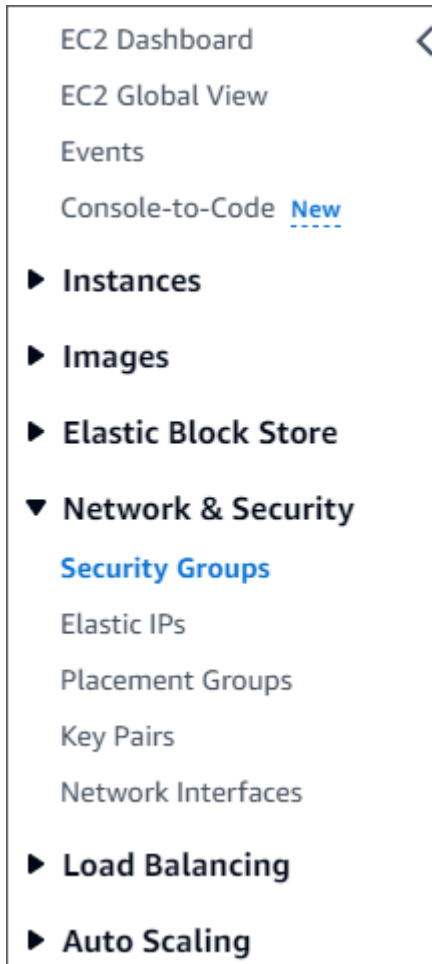 EC2 Dashboard
EC2 Global View
Events
Console-to-Code New
Instances
Images
Elastic Block Store
Network & Security
Security Groups
Elastic IPs
Placement Groups
Key Pairs
Network Interfaces
Load Balancing
Auto Scaling